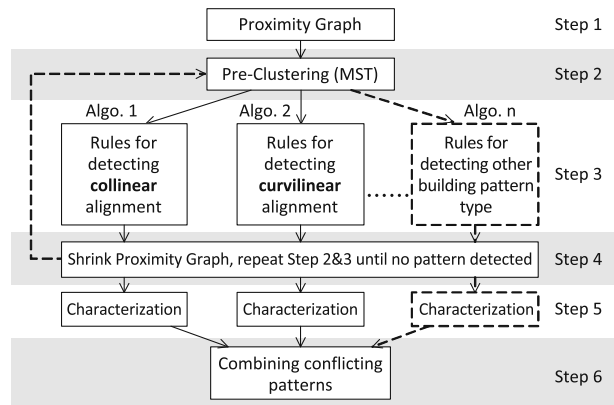 Proximity Graph
Step 1
Pre-Clustering (MST)
Step 2
Algo. 1
Algo. 2
Algo. n
Rules for
detecting
collinear
alignment
Rules for
detecting
curvilinear
alignment
Rules for
detecting other
building pattern
type
Step 3
Shrink Proximity Graph, repeat Step 2&3 until no pattern detected
Step 4
Characterization
Characterization
Characterization
Step 5
Combining conflicting
patterns
Step 6